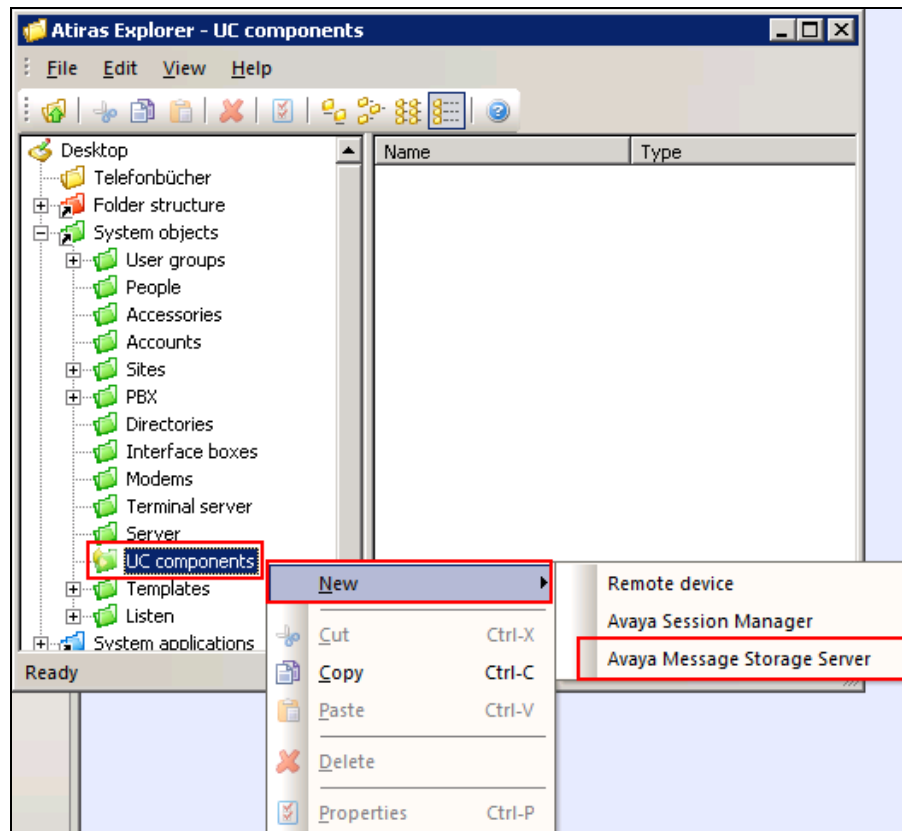 Atiras Explorer - UC components
File Edit View Help
Name Type
Desktop
Telefonbücher
Folder structure
System objects
User groups
People
Accessories
Accounts
Sites
PBX
Directories
Interface boxes
Modems
Terminal server
Server
UC components
Templates
Listen
System applications
Ready
New
Cut Ctrl-X
Copy Ctrl-C
Paste Ctrl-V
Delete
Properties Ctrl-P
Remote device
Avaya Session Manager
Avaya Message Storage Server